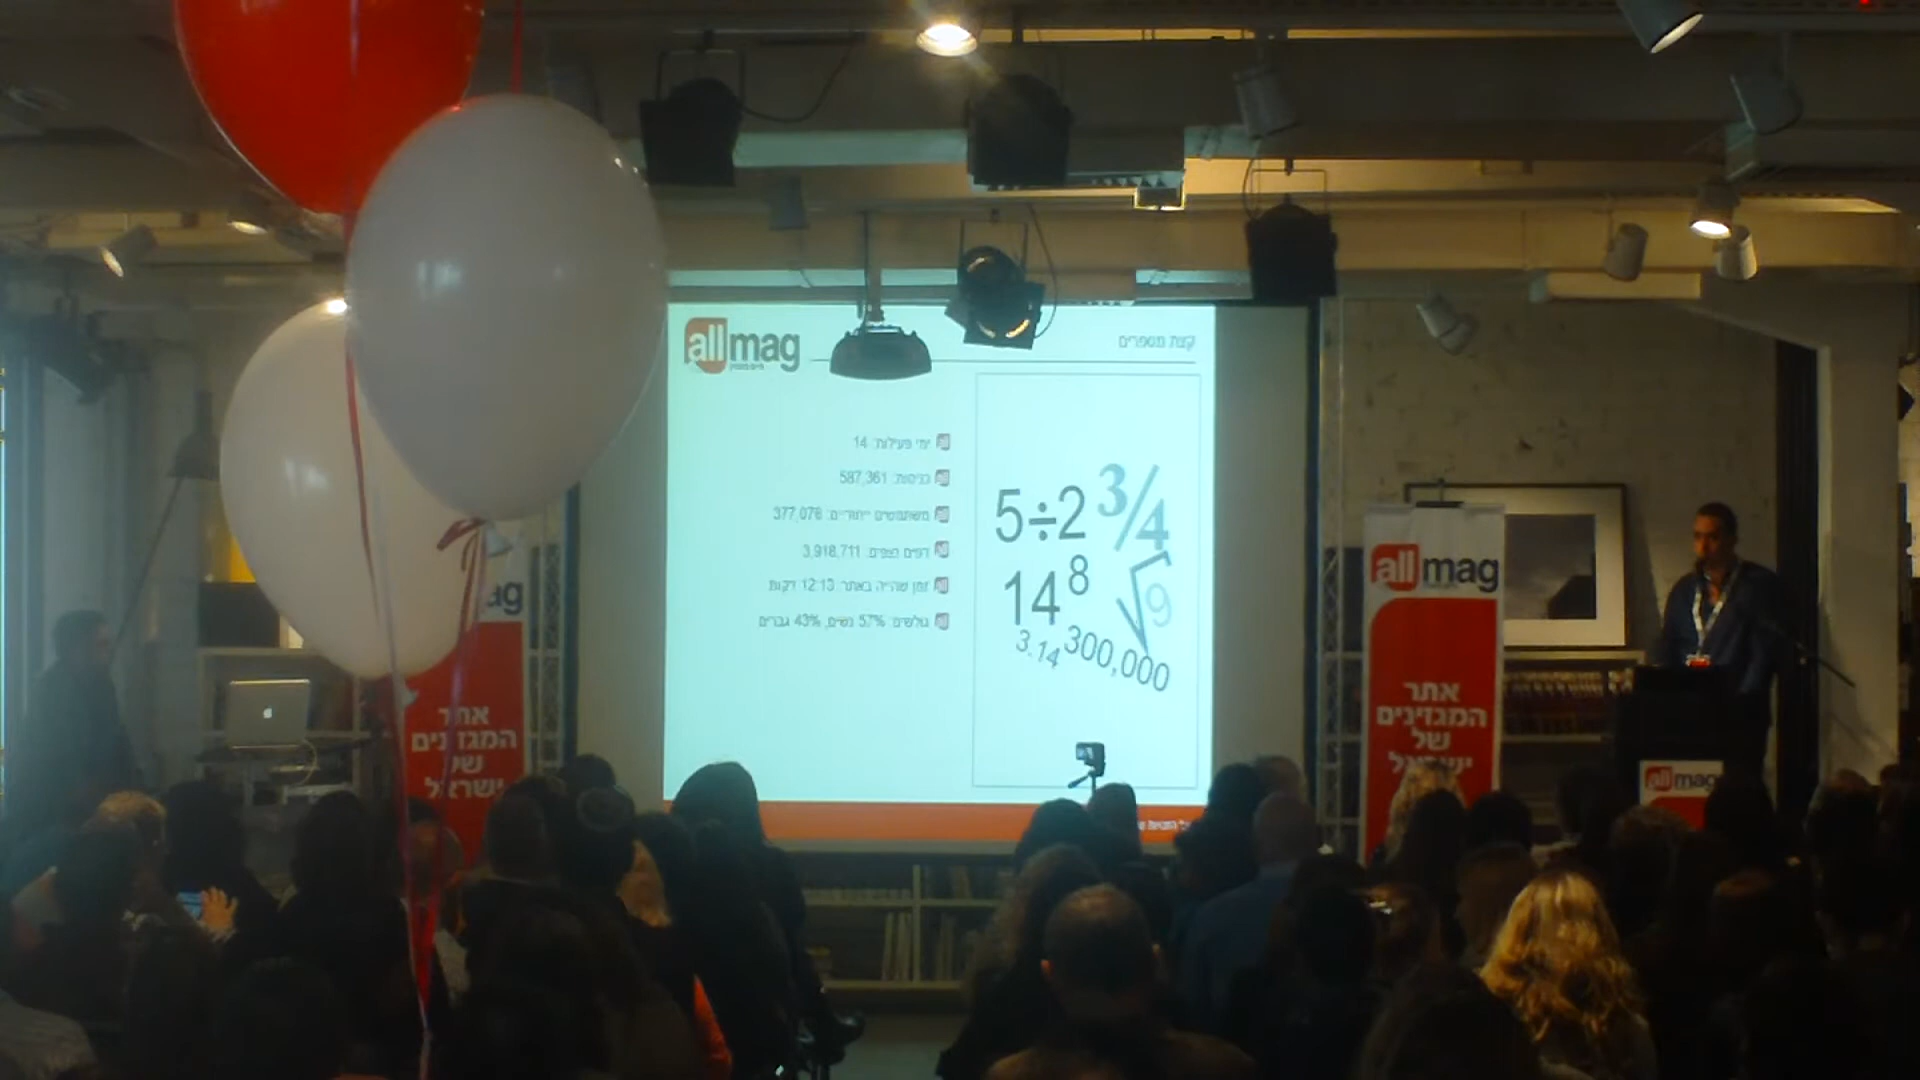 allmag
קצת מספרים
ימי פעילות: 14
כניסות: 587,361
משתמשים ייחודיים: 377,076
דפים נצפים: 3,918,711
זמן שהייה באתר: 12:13 דקות
גולשים: 57% נשים, 43% גברים
5÷2
3/4
14⁸
√9
3.14
300,000
ag
אתר
המגזינים
של
ישראל
allmag
אתר
המגזינים
של
ישראל
allmag